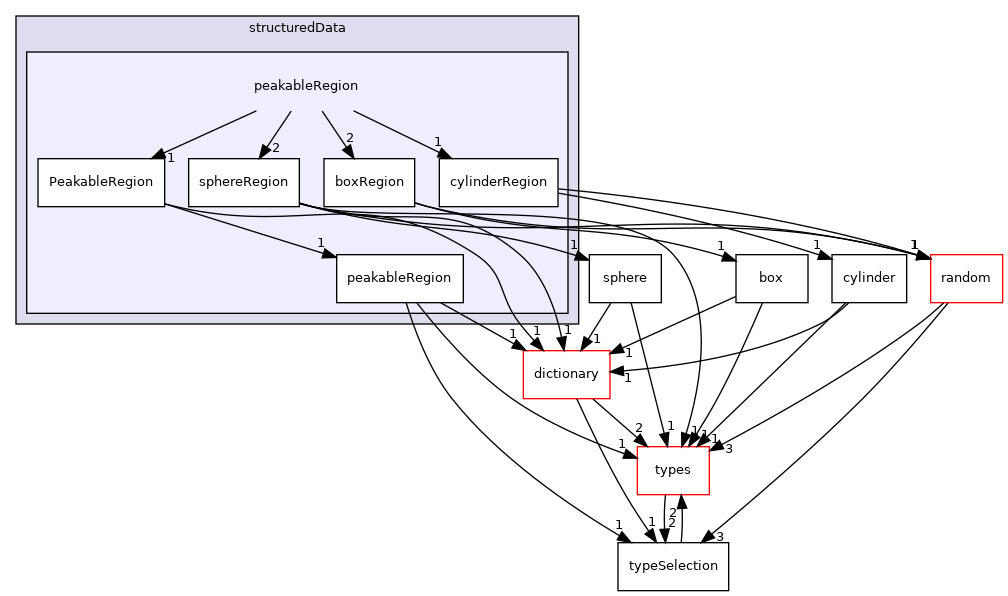 structuredData
peakableRegion
1
2
2
1
PeakableRegion
sphereRegion
boxRegion
cylinderRegion
1
1
1
1
1
1
peakableRegion
sphere
box
cylinder
random
1
1
1
1
1
1
dictionary
2
1
1
1
1
1
3
types
1
1
2
2
3
typeSelection